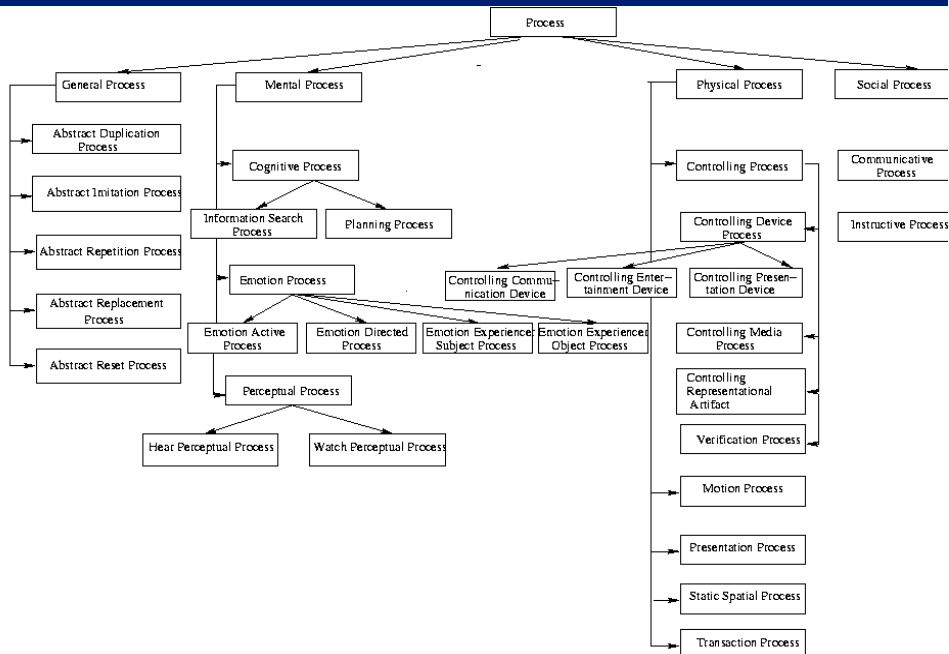 Process
General Process
Mental Process
Physical Process
Social Process
Abstract Duplication
Process
Abstract Imitation Process
Abstract Repetition Process
Abstract Replacement
Process
Abstract Reset Process
Cognitive Process
Information Search
Process
Planning Process
Emotion Process
Emotion Active
Process
Emotion Directed
Process
Emotion Experiencer
Subject Process
Emotion Experiencer
Object Process
Perceptual Process
Hear Perceptual Process
Watch Perceptual Process
Controlling Process
Controlling Device
Process
Controlling Commu-
nication Device
Controlling Enter-
tainment Device
Controlling Presen-
tation Device
Controlling Media
Process
Controlling
Representational
Artifact
Verification Process
Motion Process
Presentation Process
Static Spatial Process
Transaction Process
Communicative
Process
Instructive Process